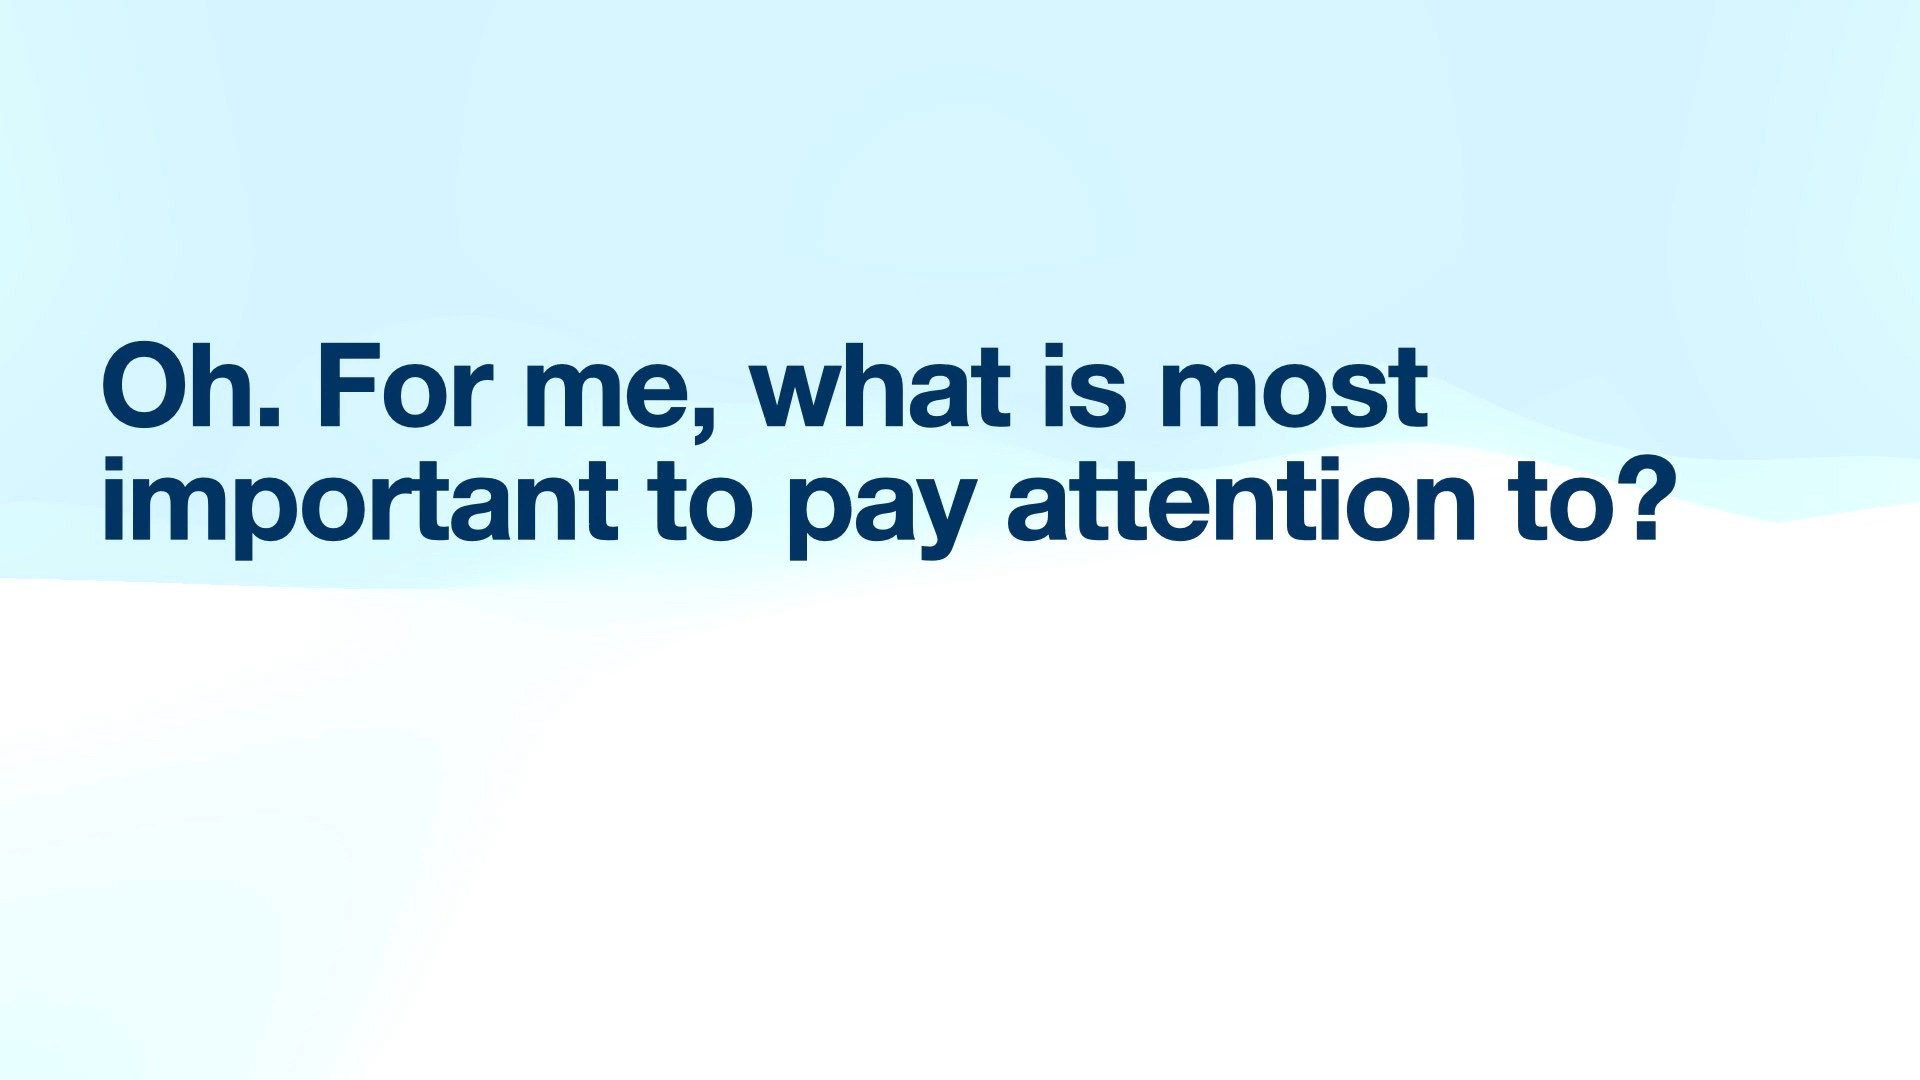 Oh. For me, what is most
important to pay attention to?